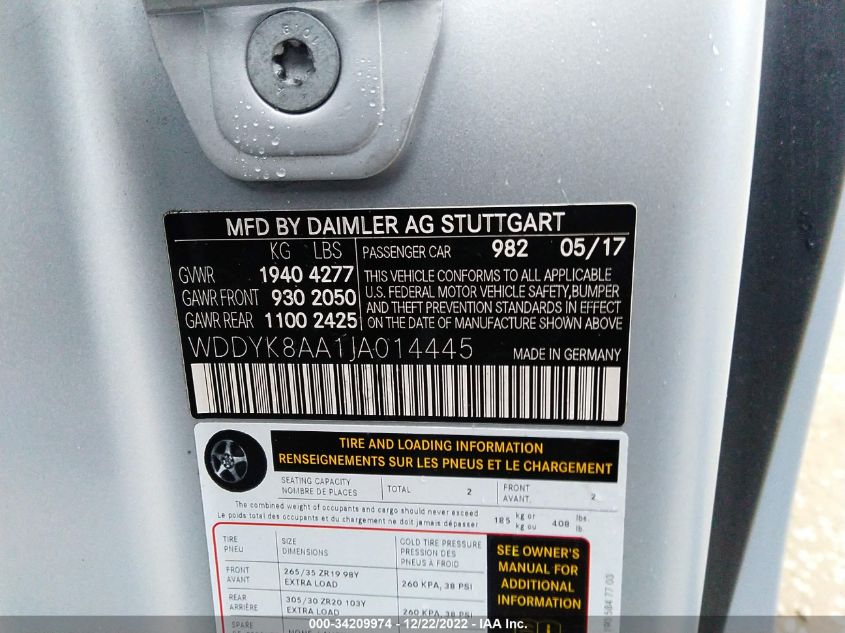 MFD BY DAIMLER AG STUTTGART
KG LBS PASSENGER CAR 982 05/17
GVWR 1940 4277
GAWR FRONT 930 2050
GAWR REAR 1100 2425
THIS VEHICLE CONFORMS TO ALL APPLICABLE
U.S. FEDERAL MOTOR VEHICLE SAFETY,BUMPER
AND THEFT PREVENTION STANDARDS IN EFFECT
ON THE DATE OF MANUFACTURE SHOWN ABOVE
WDDYK8AA1JA014445 MADE IN GERMANY
TIRE AND LOADING INFORMATION
RENSEIGNEMENTS SUR LES PNEUS ET LE CHARGEMENT
SEATING CAPACITY
NOMBRE DE PLACES
TOTAL 2
FRONT
AVANT. 2
The combined weight of occupants and cargo should never exceed
Le poids total des occupants et du chargement ne doit jamais dépasser
185 kg or
kg ou 408 lbs.
lb.
TIRE
PNEU
SIZE
DIMENSIONS
COLD TIRE PRESSURE
PRESSION DES
PNEUS À FROID
FRONT
AVANT
265/35 ZR19 98Y
EXTRA LOAD
260 KPA, 38 PSI
REAR
ARRIÈRE
305/30 ZR20 103Y
EXTRA LOAD
260 KPA, 38 PSI
SPARE
SEE OWNER'S
MANUAL FOR
ADDITIONAL
INFORMATION
584 77 00
000-34209974 - 12/22/2022 - IAA Inc.